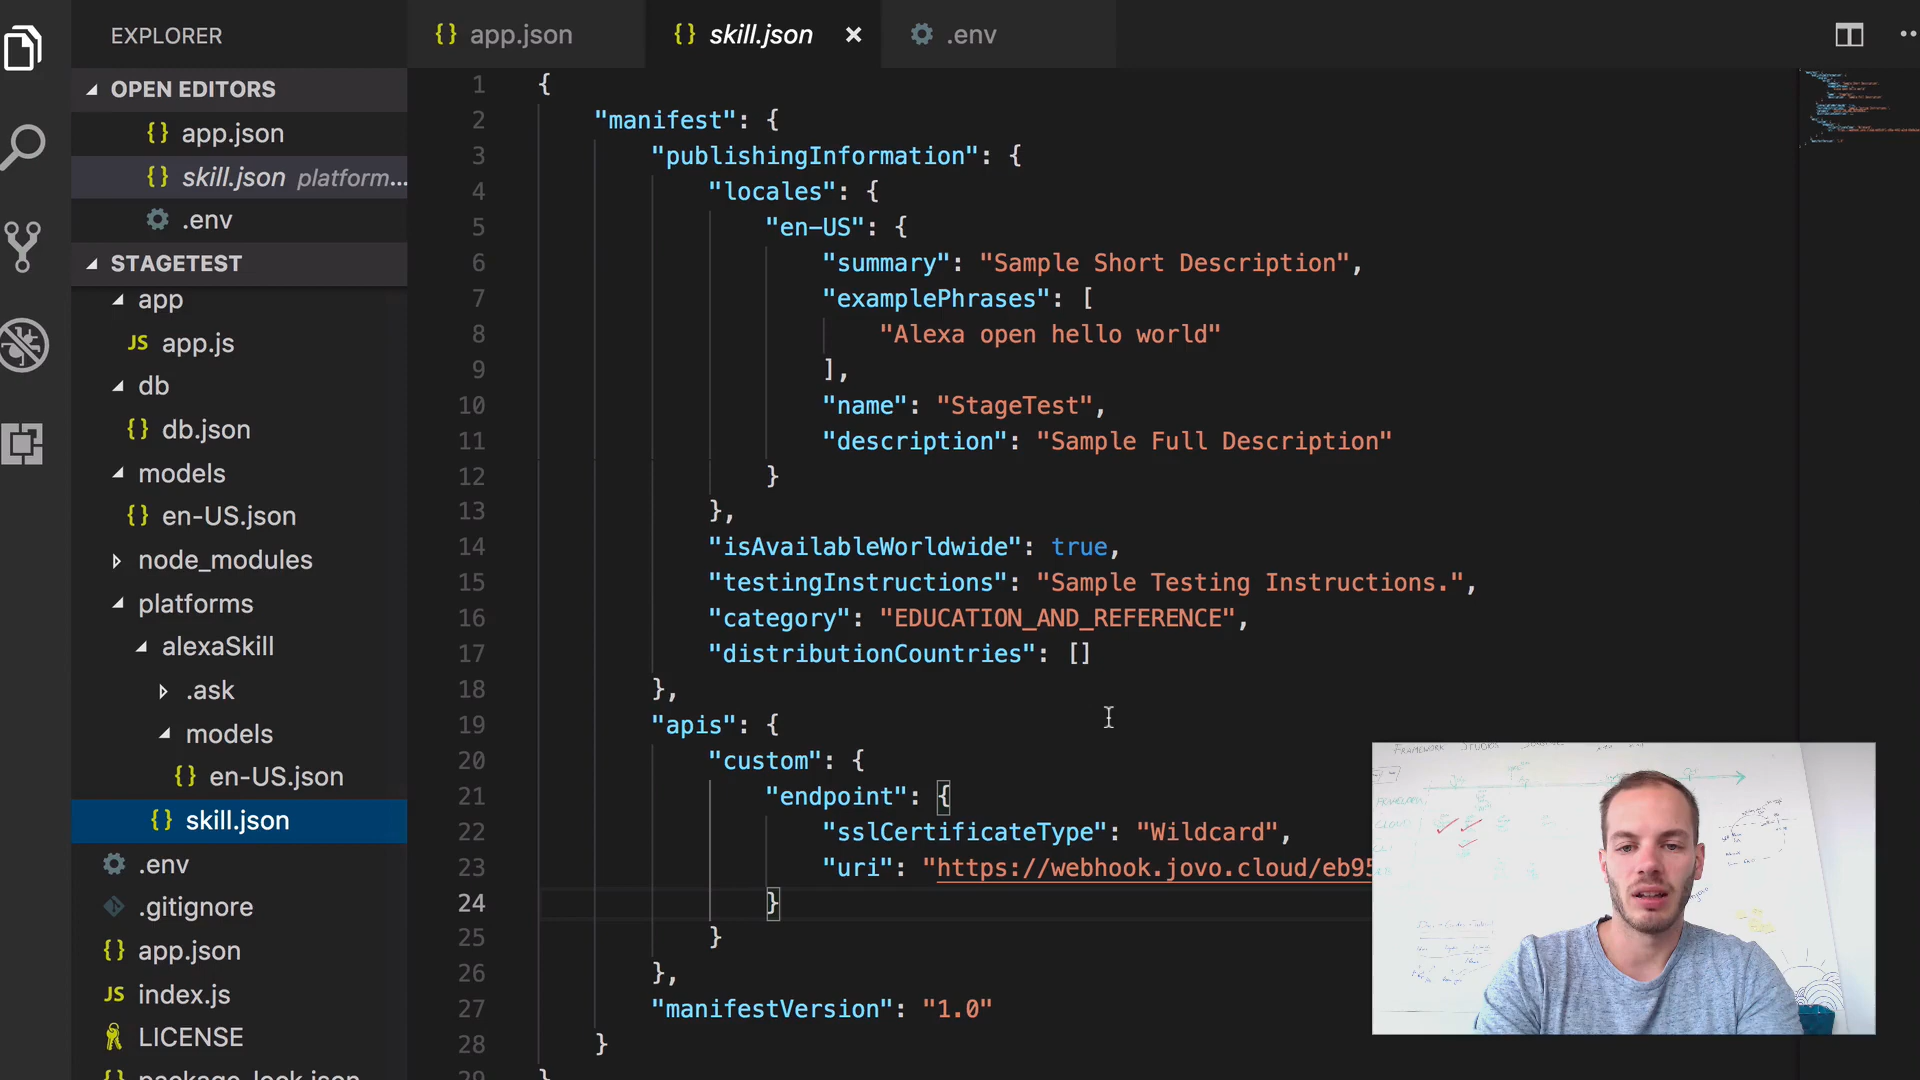 EXPLORER
OPEN EDITORS
{} app.json
{} skill.json platform...
.env
STAGETEST
app
JS app.js
db
{} db.json
models
{} en-US.json
node_modules
platforms
alexaSkill
.ask
models
{} en-US.json
{} skill.json
.env
.gitignore
{} app.json
JS index.js
LICENSE
package-lock.json
{} app.json
{} skill.json ×
.env
1 {
2 "manifest": {
3 "publishingInformation": {
4 "locales": {
5 "en-US": {
6 "summary": "Sample Short Description",
7 "examplePhrases": [
8 "Alexa open hello world"
9 ],
10 "name": "StageTest",
11 "description": "Sample Full Description"
12 }
13 },
14 "isAvailableWorldwide": true,
15 "testingInstructions": "Sample Testing Instructions.",
16 "category": "EDUCATION_AND_REFERENCE",
17 "distributionCountries": []
18 },
19 "apis": {
20 "custom": {
21 "endpoint": {
22 "sslCertificateType": "Wildcard",
23 "uri": "https://webhook.jovo.cloud/eb95
24 }
25 }
26 },
27 "manifestVersion": "1.0"
28 }
29 }
FRAMEWORK STUDIOS